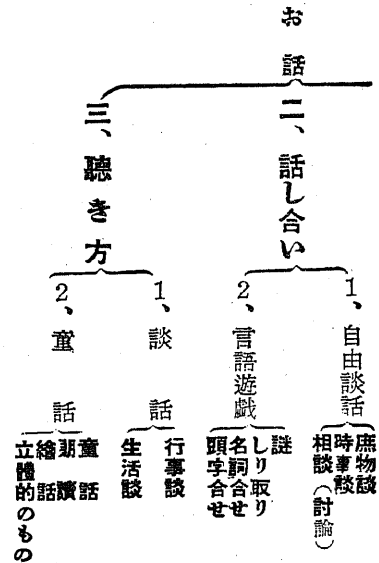 お話
二、話し合い
1、自由談話
庶物談
時事談
相談(討論)
2、言語遊戯
謎
しり取り
名詞合せ
頭字合せ
三、聽き方
1、談話
行事談
生活談
2、童話
童話
朗讀
繪話
立體的のもの